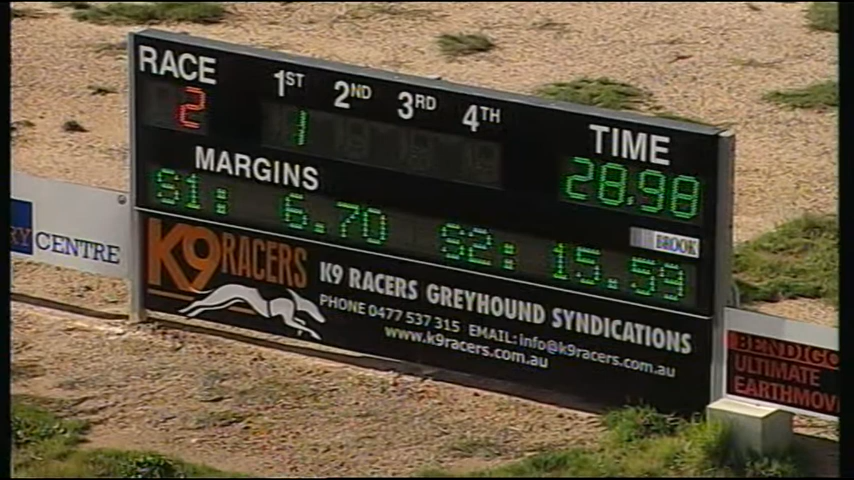 RACE 1ST 2ND 3RD 4TH TIME
2 1 28.98
MARGINS
S1: 6.70 S2: 15.59
BROOK
K9 RACERS
K9 RACERS GREYHOUND SYNDICATIONS
PHONE 0477 537 315 EMAIL: info@k9racers.com.au
www.k9racers.com.au
RY CENTRE
BENDIGO
ULTIMATE
EARTHMOV